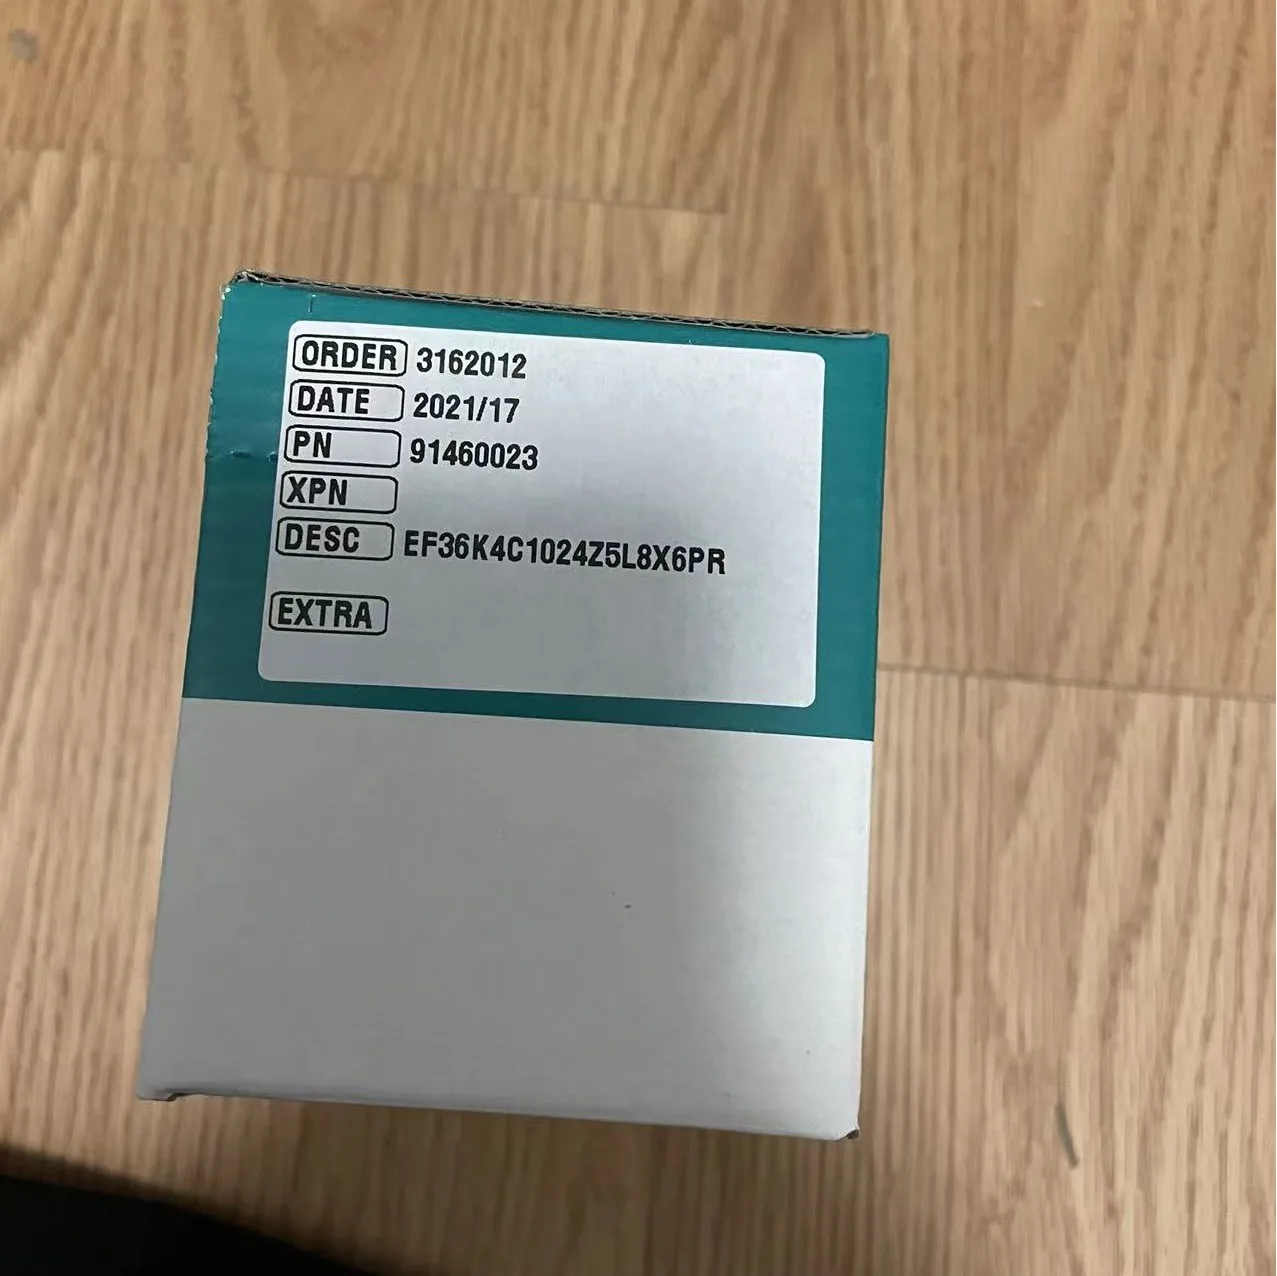 ORDER 3162012
DATE 2021/17
PN 91460023
XPN
DESC EF36K4C1024Z5L8X6PR
EXTRA